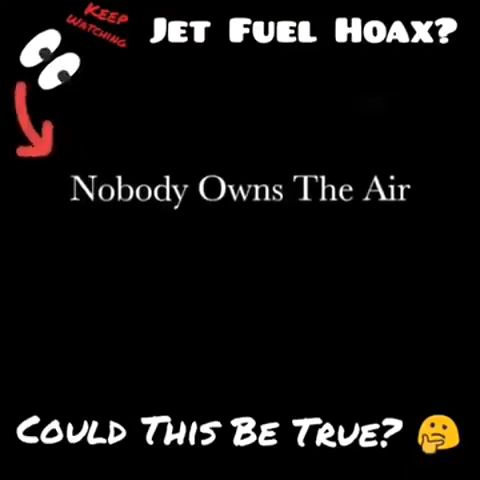 KEEP
WATCHING
JET FUEL HOAX?
Nobody Owns The Air
COULD THIS BE TRUE? 🤔